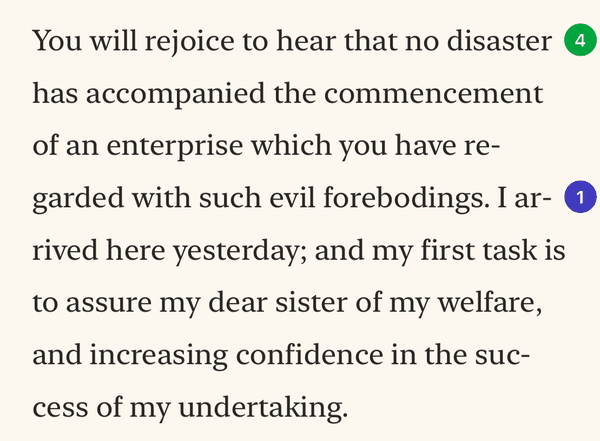 You will rejoice to hear that no disaster 4
has accompanied the commencement
of an enterprise which you have re-
garded with such evil forebodings. I ar- 1
rived here yesterday; and my first task is
to assure my dear sister of my welfare,
and increasing confidence in the suc-
cess of my undertaking.